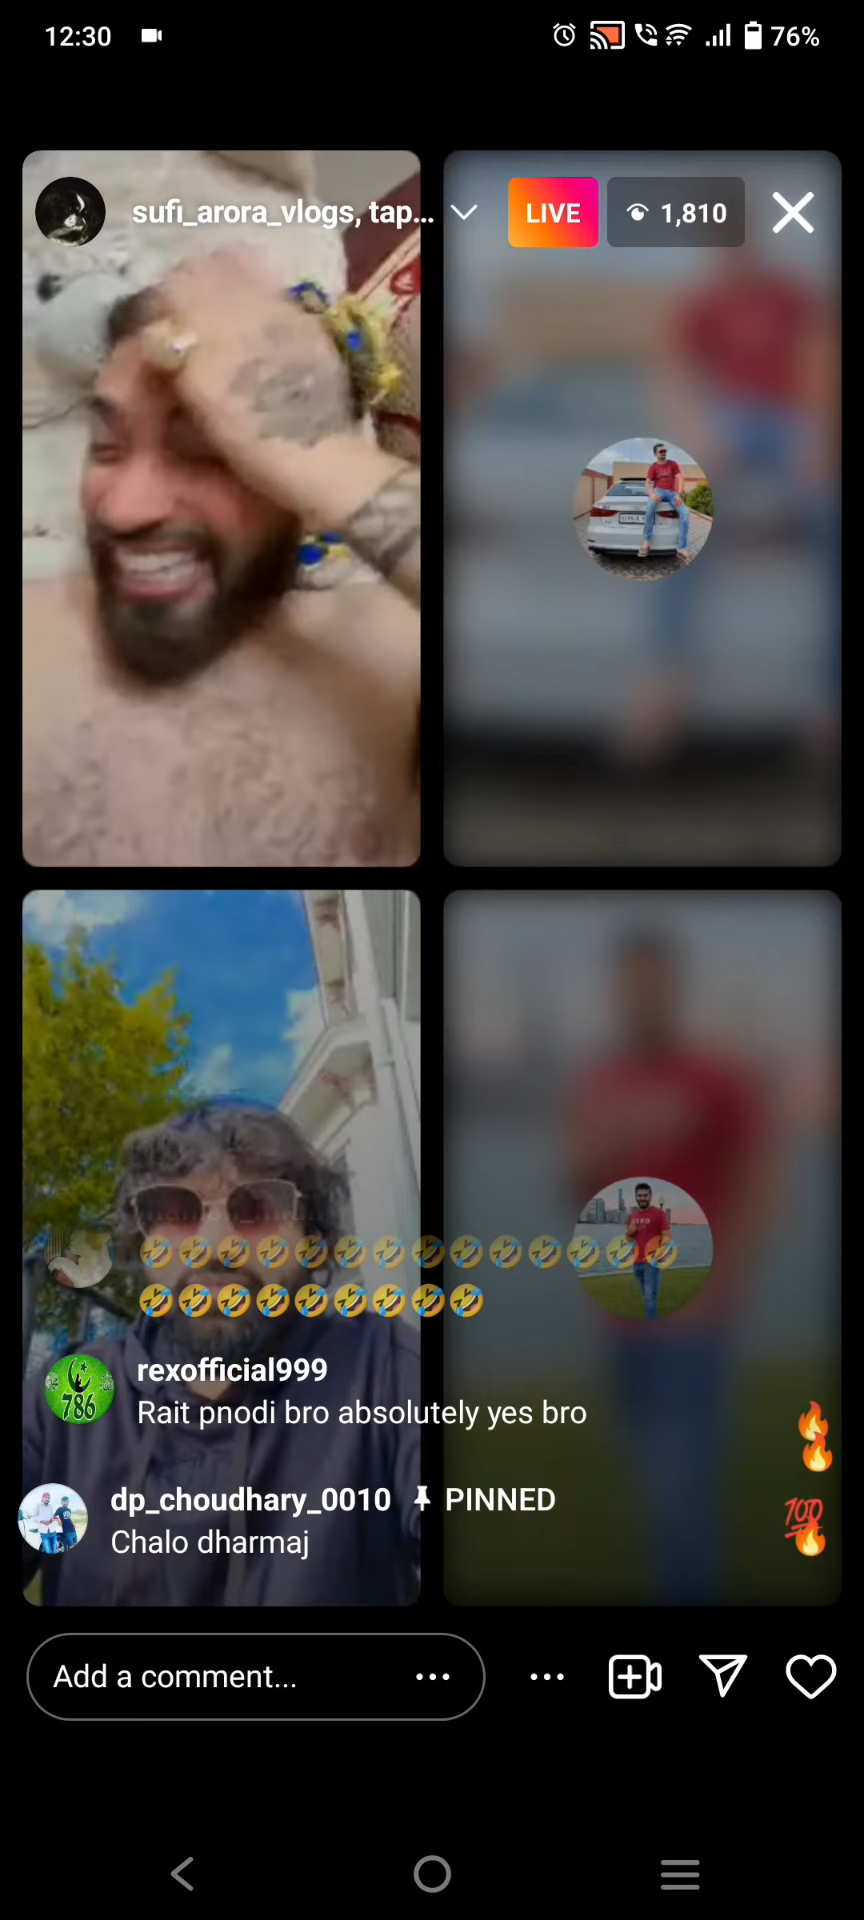 12:30
76%
sufi_arora_vlogs, tap...
LIVE
1,810
🤣🤣🤣🤣🤣🤣🤣🤣🤣🤣🤣🤣🤣🤣
🤣🤣🤣🤣🤣🤣🤣🤣🤣
rexofficial999
786
Rait pnodi bro absolutely yes bro
dp_choudhary_0010 PINNED
Chalo dharmaj
Add a comment...